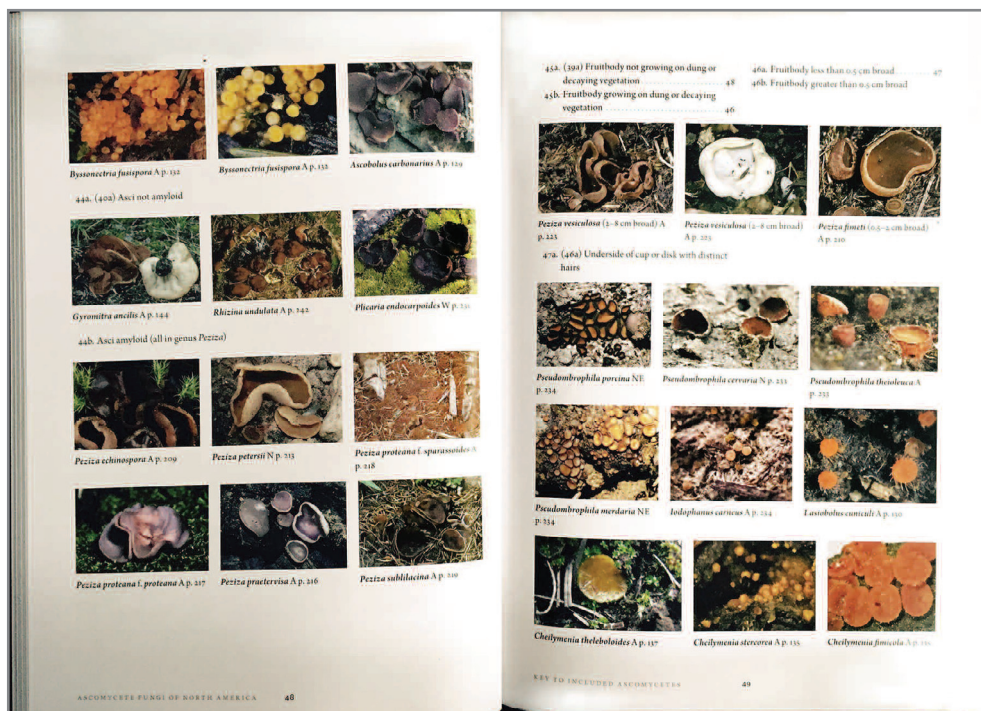 Byssonectria fusispora A p. 132
Byssonectria fusispora A p. 132
Ascobolus carbonarius A p. 129
44a. (40a) Asci not amyloid
Gyromitra ancilis A p. 144
Rhizina undulata A p. 142
Plicaria endocarpoides W p. 231
44b. Asci amyloid (all in genus Peziza)
Peziza echinospora A p. 209
Peziza petersii N p. 213
Peziza proteana f. sparassoides A
p. 218
Peziza proteana f. proteana A p. 217
Peziza praetervisa A p. 216
Peziza sublilacina A p. 219
ASCOMYCETE FUNGI OF NORTH AMERICA 48
45a. (39a) Fruitbody not growing on dung or
decaying vegetation 48
45b. Fruitbody growing on dung or decaying
vegetation 46
46a. Fruitbody less than 0.5 cm broad 47
46b. Fruitbody greater than 0.5 cm broad
Peziza vesiculosa (2–8 cm broad) A
p. 225
Peziza vesiculosa (2–8 cm broad)
A p. 225
Peziza fimeti (0.5–2 cm broad)
A p. 210
47a. (46a) Underside of cup or disk with distinct
hairs
Pseudombrophila porcina NE
p. 234
Pseudombrophila cervaria N p. 233
Pseudombrophila theioleuca A
p. 233
Pseudombrophila merdaria NE
p. 234
Iodophanus carneus A p. 124
Lasiobolus cuniculi A p. 130
Cheilymenia theleboloides A p. 137
Cheilymenia stercorea A p. 135
Cheilymenia fimicola A p.
KEY TO INCLUDED ASCOMYCETES 49